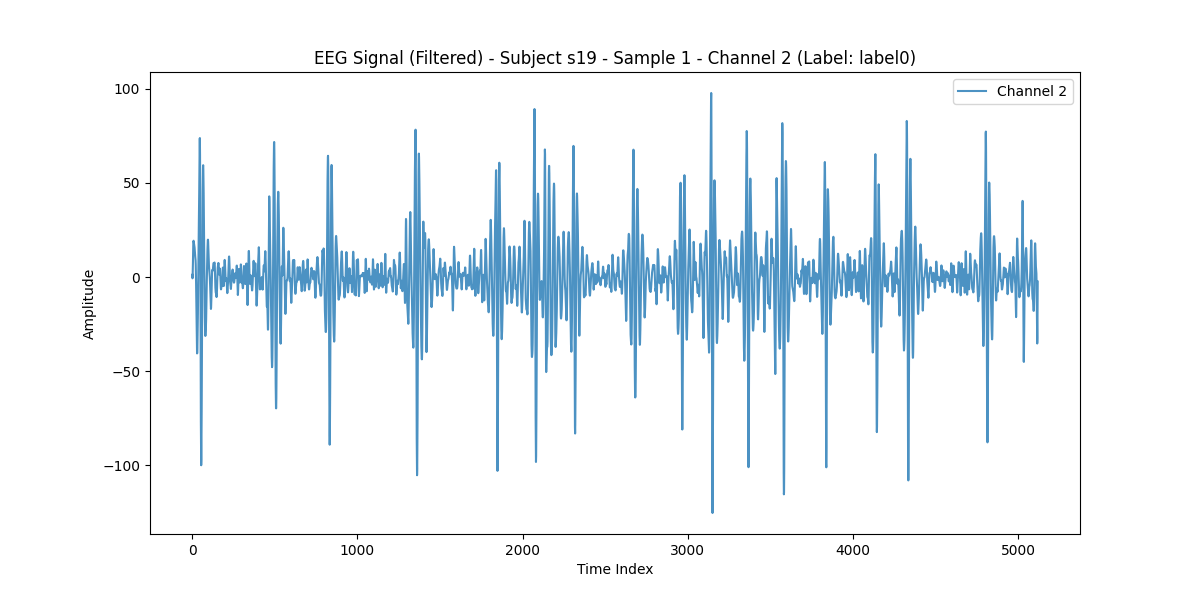 EEG Signal (Filtered) - Subject s19 - Sample 1 - Channel 2 (Label: label0)
Channel 2
100
50
0
−50
−100
Amplitude
0 1000 2000 3000 4000 5000
Time Index